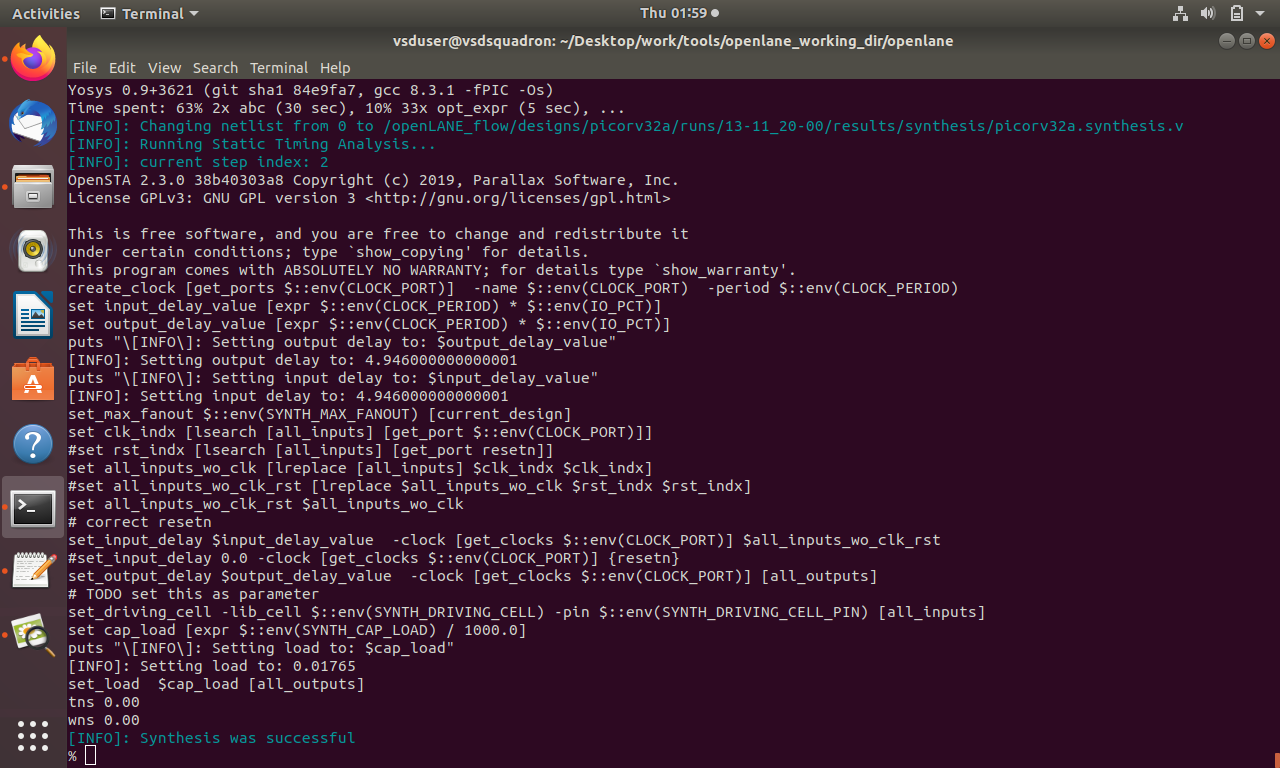 Activities Terminal Thu 01:59
vsduser@vsdsquadron: ~/Desktop/work/tools/openlane_working_dir/openlane
File Edit View Search Terminal Help
Yosys 0.9+3621 (git sha1 84e9fa7, gcc 8.3.1 -fPIC -Os)
Time spent: 63% 2x abc (30 sec), 10% 33x opt_expr (5 sec), ...
[INFO]: Changing netlist from 0 to /openLANE_flow/designs/picorv32a/runs/13-11_20-00/results/synthesis/picorv32a.synthesis.v
[INFO]: Running Static Timing Analysis...
[INFO]: current step index: 2
OpenSTA 2.3.0 38b40303a8 Copyright (c) 2019, Parallax Software, Inc.
License GPLv3: GNU GPL version 3 <http://gnu.org/licenses/gpl.html>

This is free software, and you are free to change and redistribute it
under certain conditions; type `show_copying' for details.
This program comes with ABSOLUTELY NO WARRANTY; for details type `show_warranty'.
create_clock [get_ports $::env(CLOCK_PORT)]  -name $::env(CLOCK_PORT)  -period $::env(CLOCK_PERIOD)
set input_delay_value [expr $::env(CLOCK_PERIOD) * $::env(IO_PCT)]
set output_delay_value [expr $::env(CLOCK_PERIOD) * $::env(IO_PCT)]
puts "\[INFO\]: Setting output delay to: $output_delay_value"
[INFO]: Setting output delay to: 4.946000000000001
puts "\[INFO\]: Setting input delay to: $input_delay_value"
[INFO]: Setting input delay to: 4.946000000000001
set_max_fanout $::env(SYNTH_MAX_FANOUT) [current_design]
set clk_indx [lsearch [all_inputs] [get_port $::env(CLOCK_PORT)]]
#set rst_indx [lsearch [all_inputs] [get_port resetn]]
set all_inputs_wo_clk [lreplace [all_inputs] $clk_indx $clk_indx]
#set all_inputs_wo_clk_rst [lreplace $all_inputs_wo_clk $rst_indx $rst_indx]
set all_inputs_wo_clk_rst $all_inputs_wo_clk
# correct resetn
set_input_delay $input_delay_value  -clock [get_clocks $::env(CLOCK_PORT)] $all_inputs_wo_clk_rst
#set_input_delay 0.0 -clock [get_clocks $::env(CLOCK_PORT)] {resetn}
set_output_delay $output_delay_value  -clock [get_clocks $::env(CLOCK_PORT)] [all_outputs]
# TODO set this as parameter
set_driving_cell -lib_cell $::env(SYNTH_DRIVING_CELL) -pin $::env(SYNTH_DRIVING_CELL_PIN) [all_inputs]
set cap_load [expr $::env(SYNTH_CAP_LOAD) / 1000.0]
puts "\[INFO\]: Setting load to: $cap_load"
[INFO]: Setting load to: 0.01765
set_load  $cap_load [all_outputs]
tns 0.00
wns 0.00
[INFO]: Synthesis was successful
%